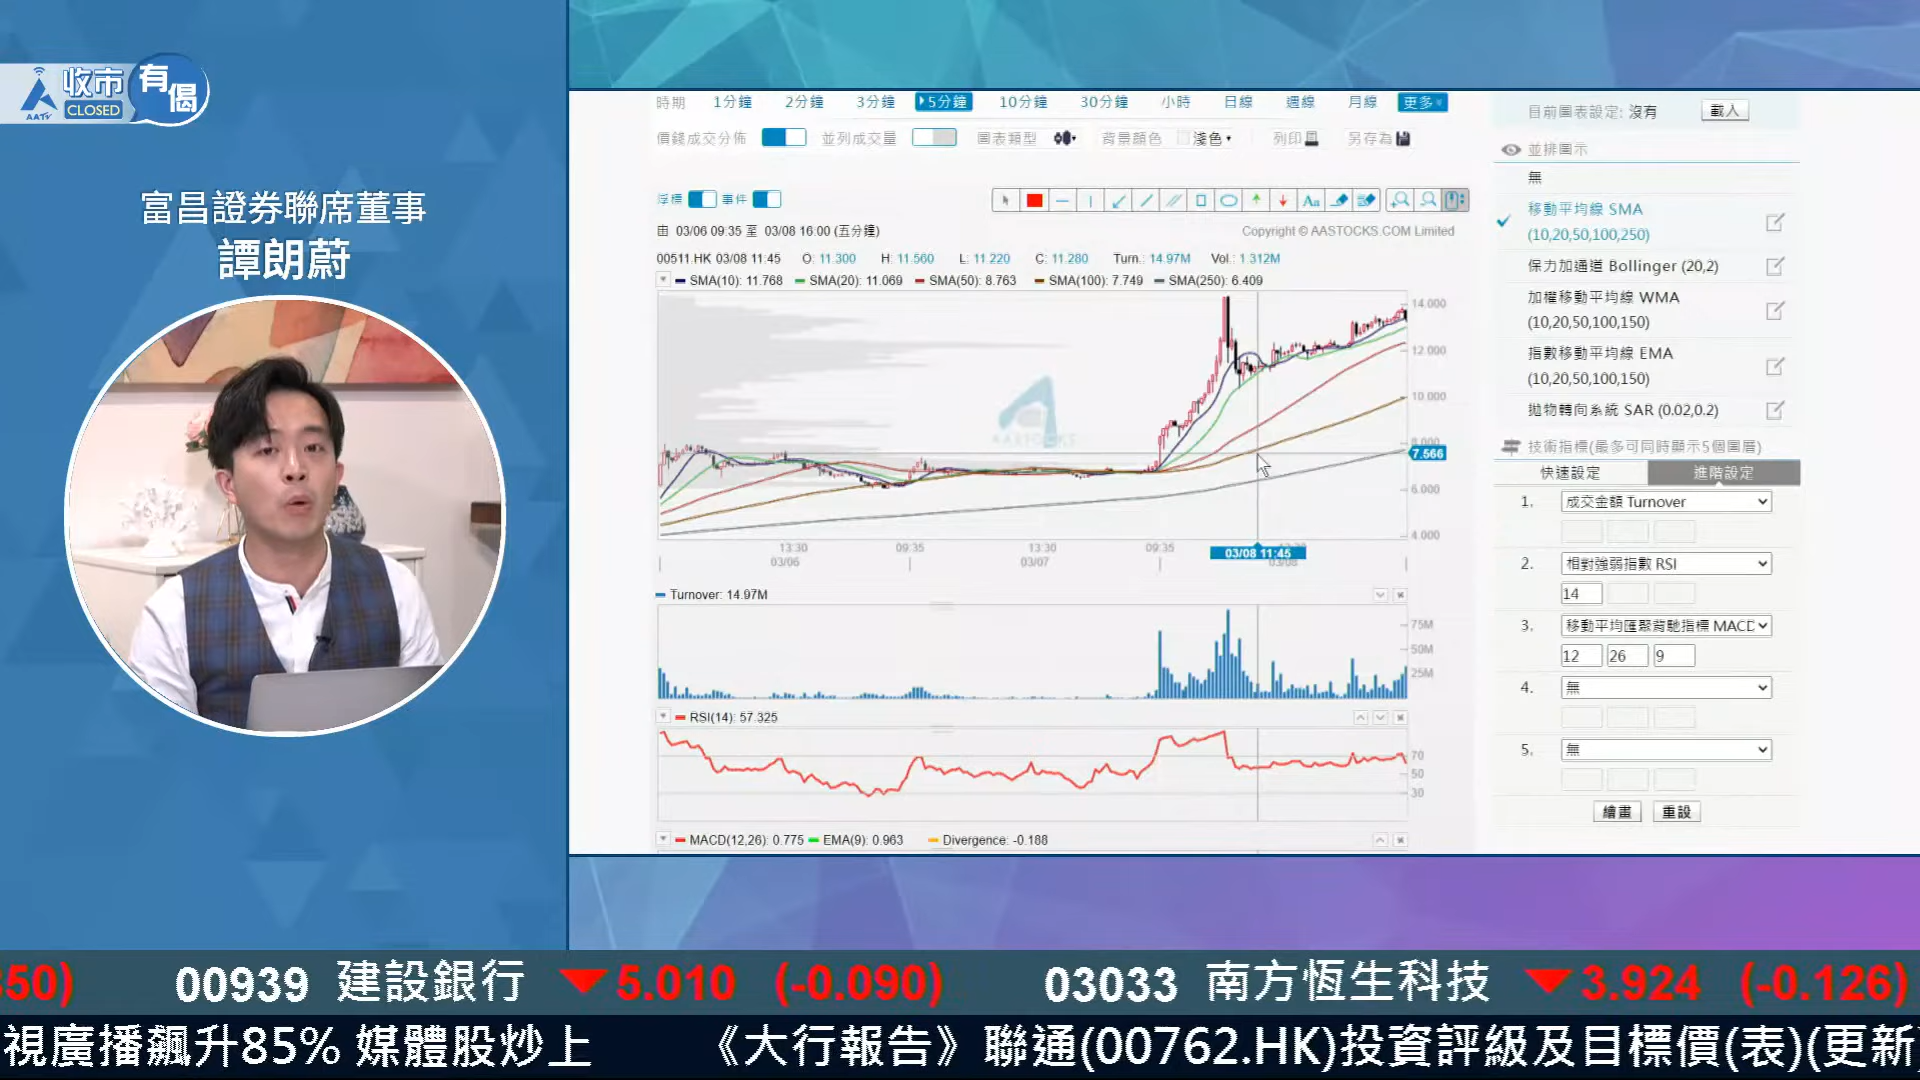 收市
CLOSED
有偈
AATV
富昌證券聯席董事
譚朗蔚
時期 1分鐘 2分鐘 3分鐘 5分鐘 10分鐘 30分鐘 小時 日線 週線 月線 更多
價錢成交分佈 並列成交量 圖表類型 背景顏色 淺色 列印 另存為
浮標 事件
Aa
由 03/06 09:35 至 03/08 16:00 (五分鐘)
Copyright © AASTOCKS.COM Limited
00511.HK 03/08 11:45 O: 11.300 H: 11.560 L: 11.220 C: 11.280 Turn.: 14.97M Vol.: 1.312M
SMA(10): 11.768 SMA(20): 11.069 SMA(50): 8.763 SMA(100): 7.749 SMA(250): 6.409
14.000
12.000
10.000
8.000
7.566
6.000
4.000
AASTOCKS
13:30 09:35 13:30 09:35
03/08 11:45
03/06 03/07 03/08
Turnover: 14.97M
75M
50M
25M
RSI(14): 57.325
70
50
30
MACD(12,26): 0.775 EMA(9): 0.963 Divergence: -0.188
目前圖表設定: 沒有 載入
並排圖示
無
移動平均線 SMA
(10,20,50,100,250)
保力加通道 Bollinger (20,2)
加權移動平均線 WMA
(10,20,50,100,150)
指數移動平均線 EMA
(10,20,50,100,150)
拋物轉向系統 SAR (0.02,0.2)
技術指標(最多可同時顯示5個圖層)
快速設定 進階設定
1. 成交金額 Turnover
2. 相對強弱指數 RSI
14
3. 移動平均匯聚背馳指標 MACD
12 26 9
4. 無
5. 無
繪畫 重設
350) 00939 建設銀行 ▼5.010 (-0.090) 03033 南方恆生科技 ▼3.924 (-0.126)
視廣播飆升85% 媒體股炒上 《大行報告》聯通(00762.HK)投資評級及目標價(表)(更新